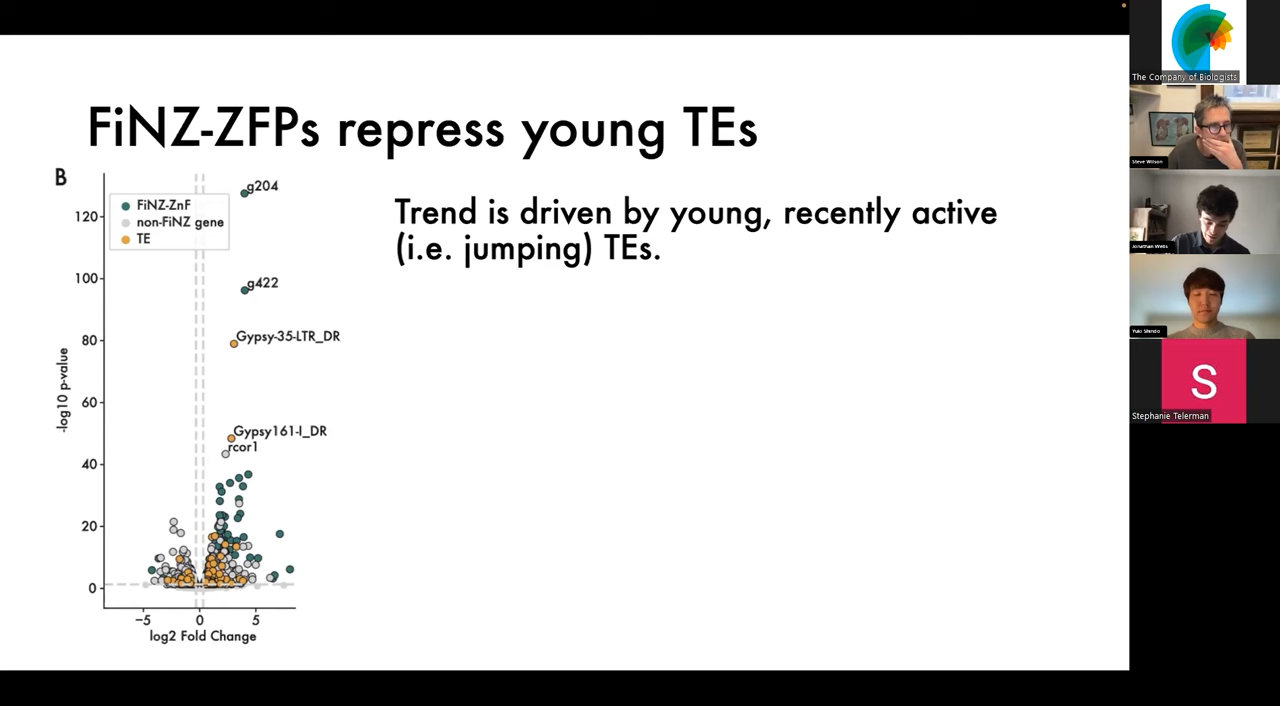 FiNZ-ZFPs repress young TEs
B
g204
FiNZ-ZnF
non-FiNZ gene
TE
g422
Gypsy-35-LTR_DR
Gypsy161-I_DR
rcor1
120
100
80
60
40
20
0
-log10 p-value
−5 0 5
log2 Fold Change
Trend is driven by young, recently active
(i.e. jumping) TEs.
The Company of Biologists
Steve Wilson
Jonathan Wells
Yuki Shindo
S
Stephanie Telerman